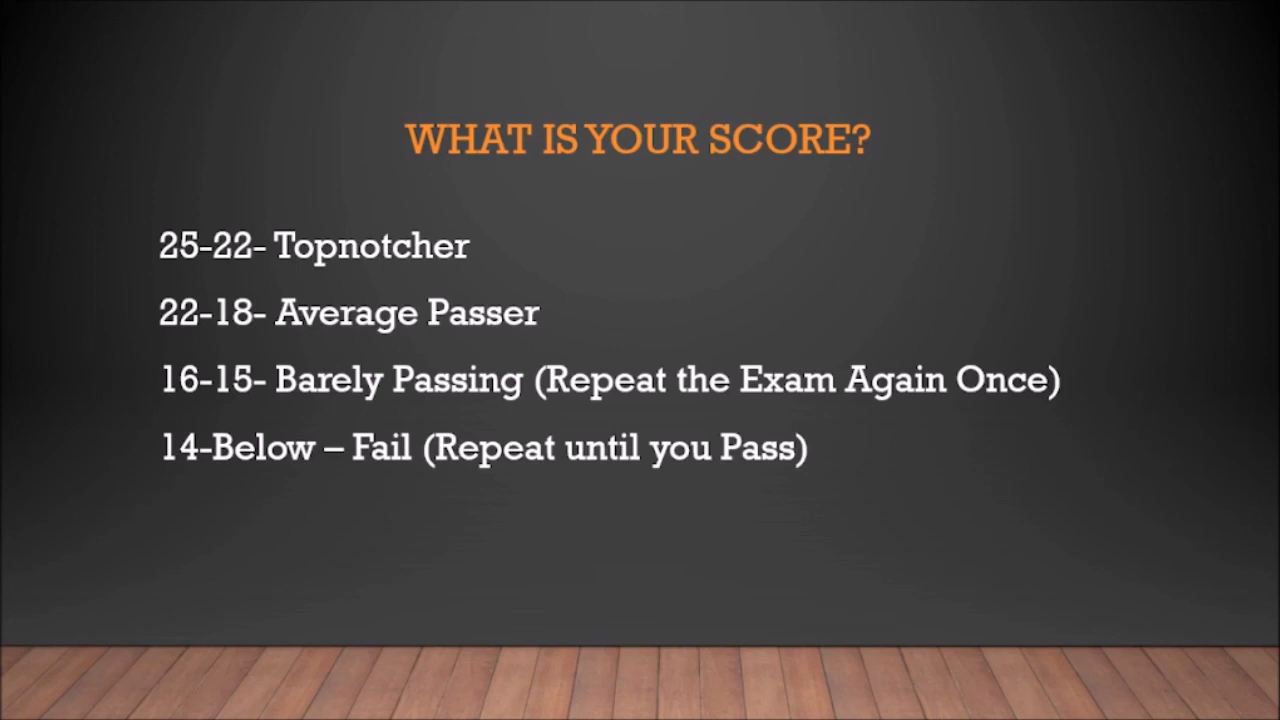 WHAT IS YOUR SCORE?
25-22- Topnotcher
22-18- Average Passer
16-15- Barely Passing (Repeat the Exam Again Once)
14-Below – Fail (Repeat until you Pass)